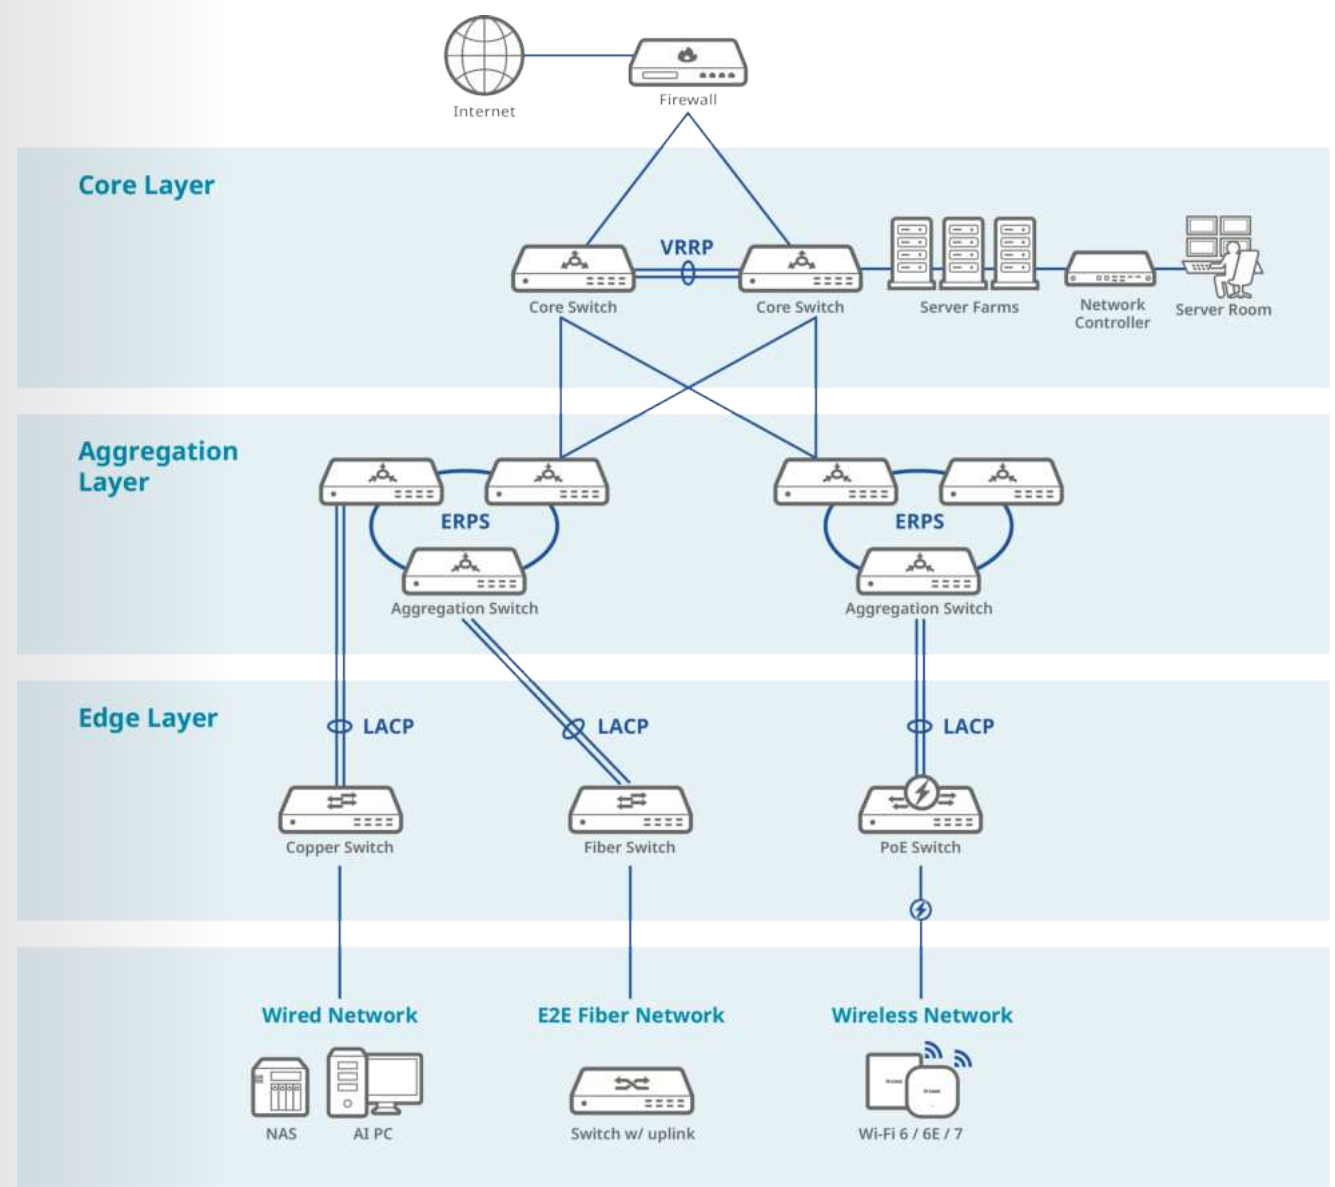 Internet
Firewall
Core Layer
VRRP
Core Switch
Core Switch
Server Farms
Network
Controller
Server Room
Aggregation
Layer
ERPS
ERPS
Aggregation Switch
Aggregation Switch
Edge Layer
LACP
LACP
LACP
Copper Switch
Fiber Switch
PoE Switch
Wired Network
E2E Fiber Network
Wireless Network
NAS
AI PC
Switch w/ uplink
Wi-Fi 6 / 6E / 7